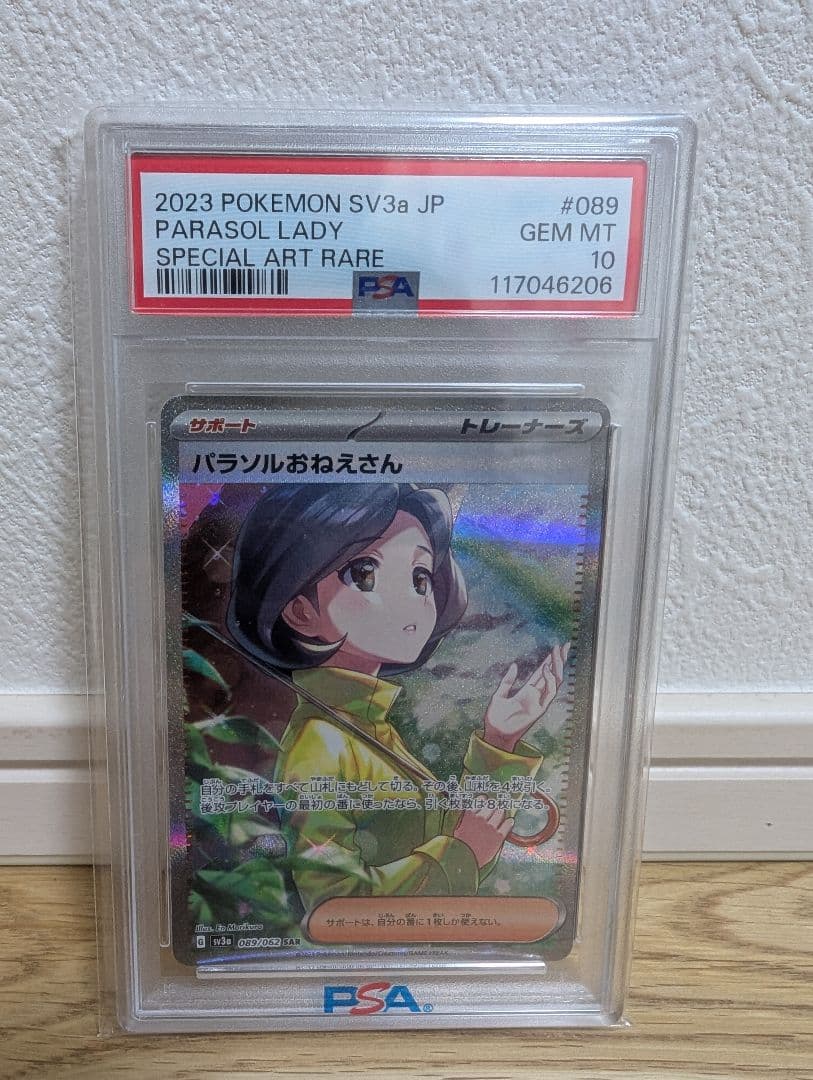 2023 POKEMON SV3a JP #089
PARASOL LADY GEM MT
SPECIAL ART RARE 10
PSA 117046206
サポート トレーナーズ
パラソルおねえさん
自分の手札をすべて山札にもどして切る。その後、山札を4枚引く。
後攻プレイヤーの最初の番に使ったなら、引く枚数は8枚になる。
サポートは、自分の番に1枚しか使えない。
Illus. En Morikura
G SV3a 089/062 SAR
PSA®